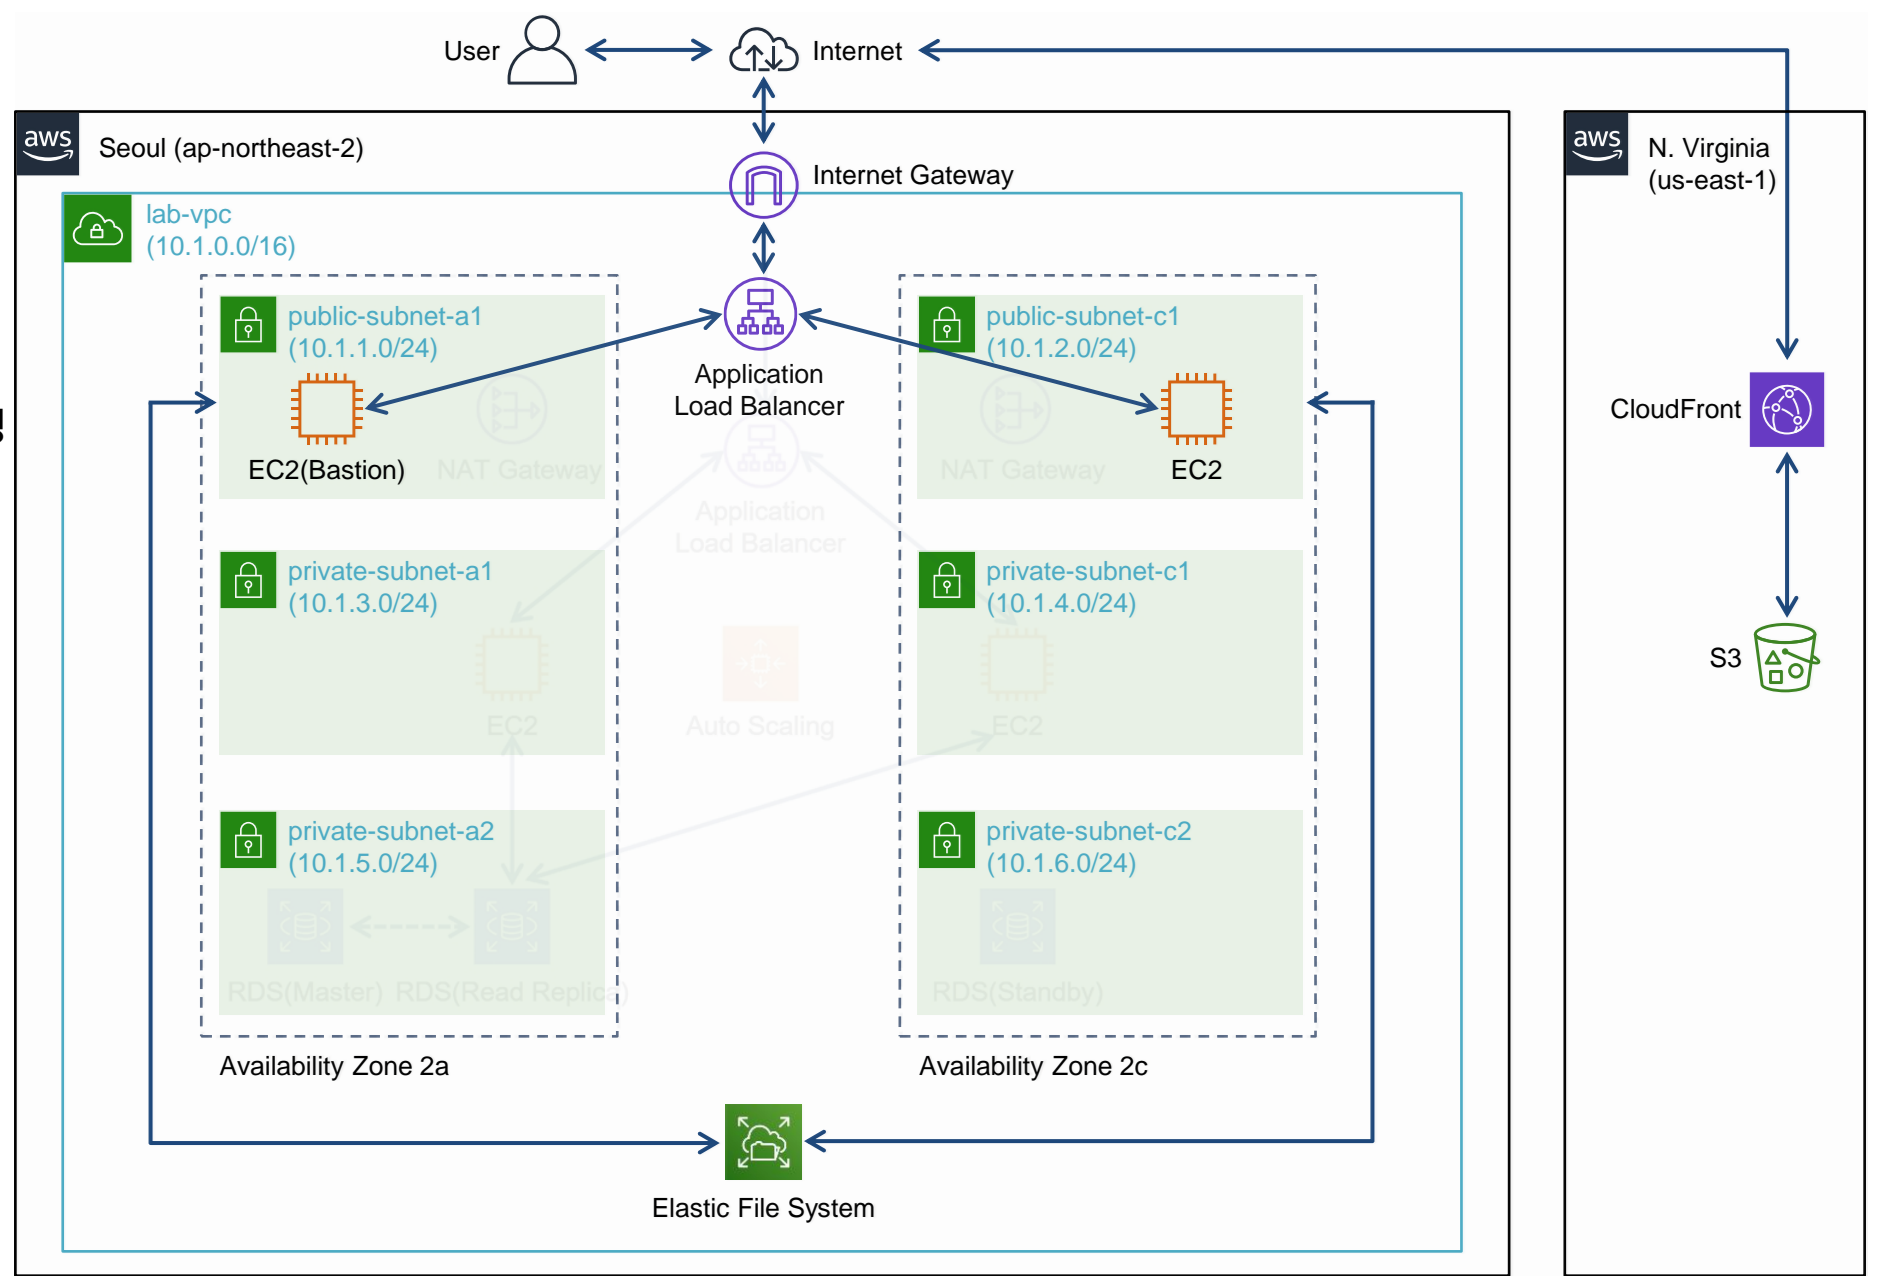 User
Internet
aws
Seoul (ap-northeast-2)
aws
N. Virginia
(us-east-1)
Internet Gateway
lab-vpc
(10.1.0.0/16)
public-subnet-a1
(10.1.1.0/24)
public-subnet-c1
(10.1.2.0/24)
Application
Load Balancer
CloudFront
EC2(Bastion)
NAT Gateway
NAT Gateway
EC2
Application
Load Balancer
private-subnet-a1
(10.1.3.0/24)
private-subnet-c1
(10.1.4.0/24)
S3
EC2
Auto Scaling
EC2
private-subnet-a2
(10.1.5.0/24)
private-subnet-c2
(10.1.6.0/24)
RDS(Master)
RDS(Read Replica)
RDS(Standby)
Availability Zone 2a
Availability Zone 2c
Elastic File System